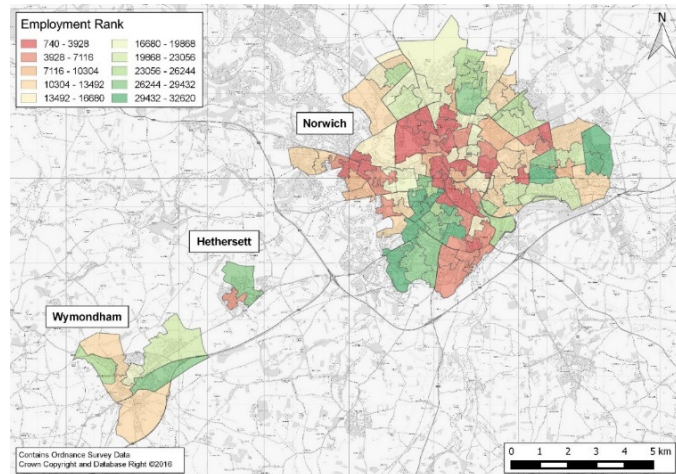 Employment Rank
740 - 3928
3928 - 7116
7116 - 10304
10304 - 13492
13492 - 16680
16680 - 19868
19868 - 23056
23056 - 26244
26244 - 29432
29432 - 32620
N
Norwich
Hethersett
Wymondham
Contains Ordnance Survey Data
Crown Copyright and Database Right ©2016
0 1 2 3 4 5 km